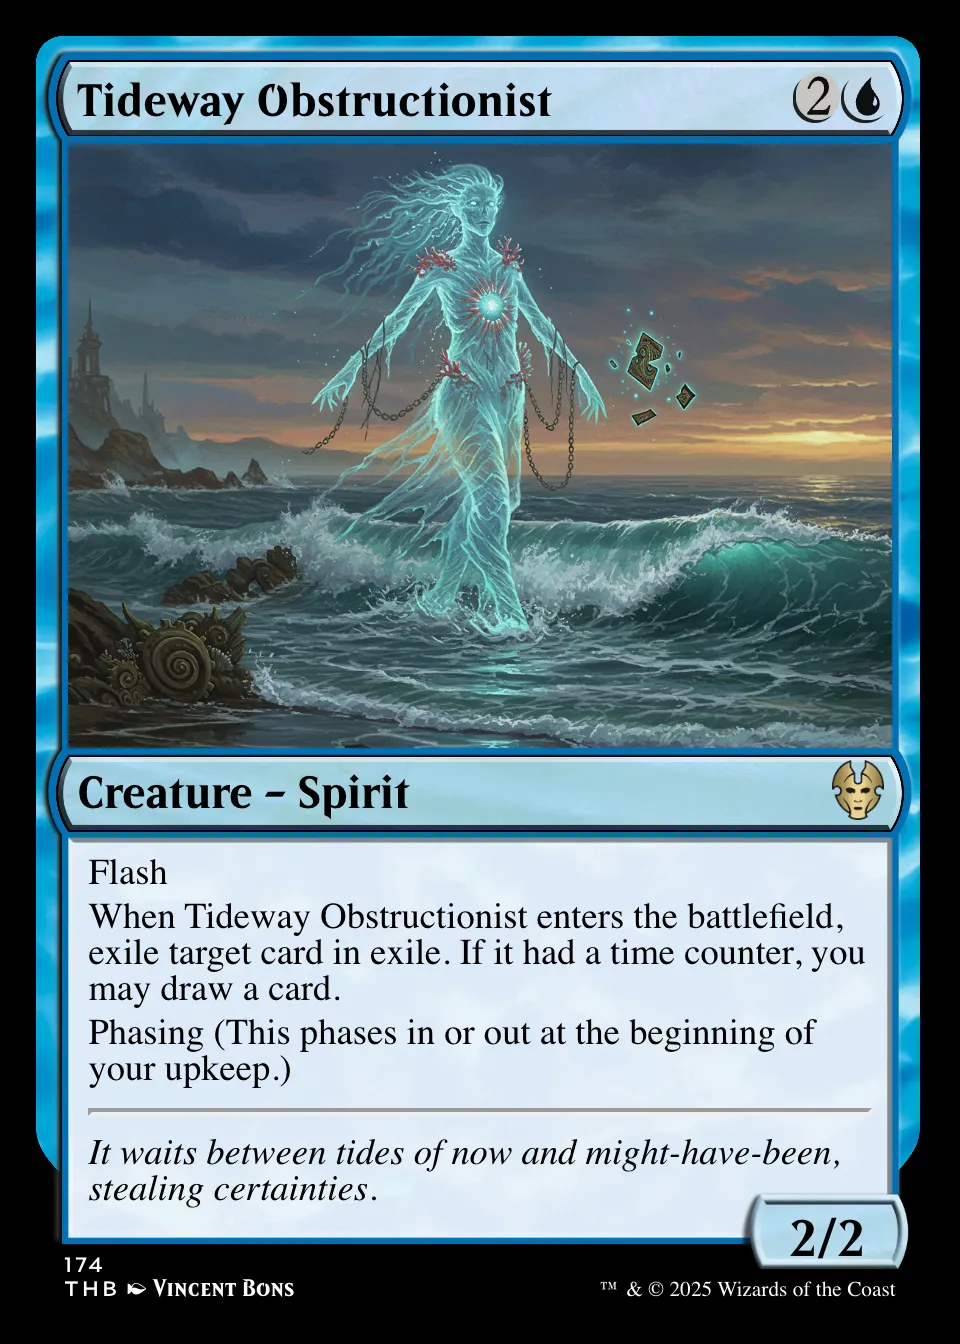 Tideway Obstructionist 2
Creature – Spirit
Flash
When Tideway Obstructionist enters the battlefield,
exile target card in exile. If it had a time counter, you
may draw a card.
Phasing (This phases in or out at the beginning of
your upkeep.)
It waits between tides of now and might-have-been,
stealing certainties.
2/2
174
THB Vincent Bons
™ & © 2025 Wizards of the Coast